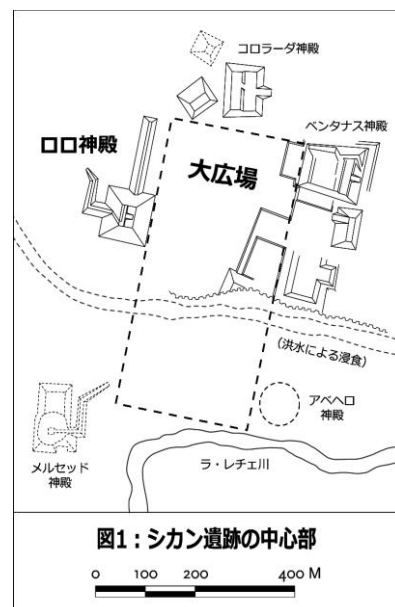 コロラーダ神殿
ベンタナス神殿
ロロ神殿
大広場
(洪水による浸食)
アベヘロ
神殿
メルセッド
神殿
ラ・レチェ川
図1：シカン遺跡の中心部
0 100 200 400 M